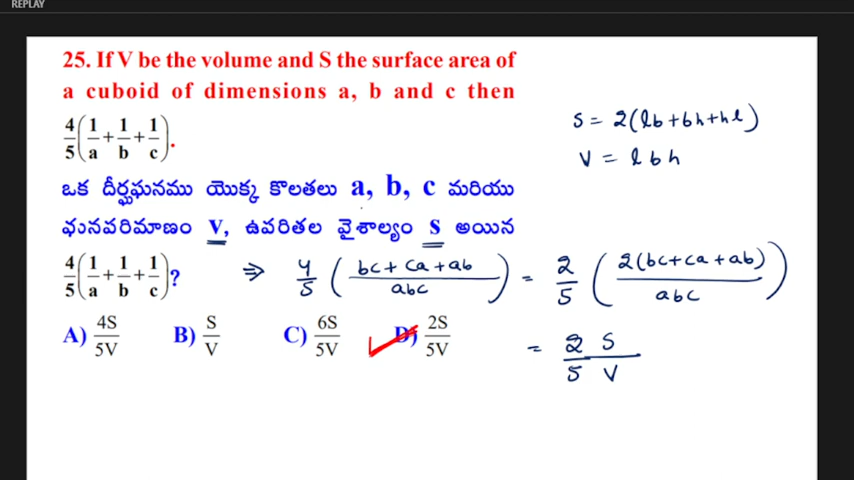 REPLAY
25. If V be the volume and S the surface area of
a cuboid of dimensions a, b and c then
4/5(1/a+1/b+1/c).
ఒక దీర్ఘఘనము యొక్క కొలతలు a, b, c మరియు
ఘనపరిమాణం V, ఉపరితల వైశాల్యం S అయిన
4/5(1/a+1/b+1/c)?
A) 4S/5V B) S/V C) 6S/5V D) 2S/5V
S = 2(lb+bh+hl)
V = lbh
⇒ 4/5 (bc+ca+ab/abc) = 2/5 (2(bc+ca+ab)/abc)
= 2/5 S/V